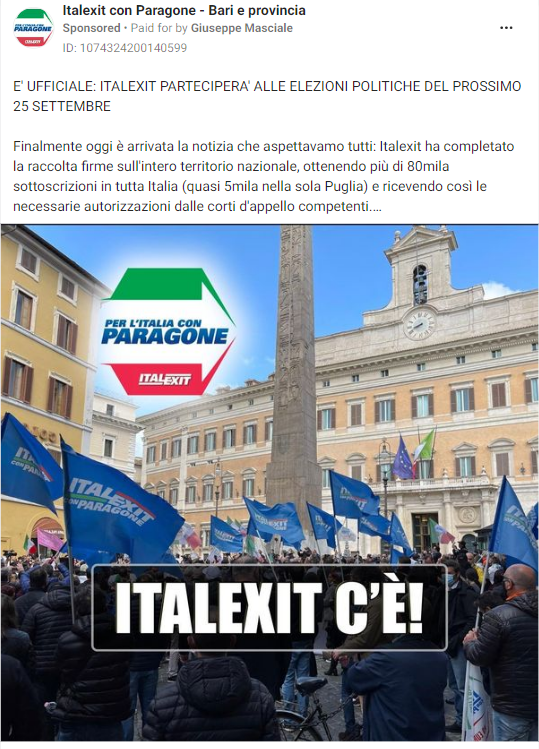 Italexit con Paragone - Bari e provincia
Sponsored • Paid for by Giuseppe Masciale
ID: 1074324200140599
E' UFFICIALE: ITALEXIT PARTECIPERA' ALLE ELEZIONI POLITICHE DEL PROSSIMO
25 SETTEMBRE
Finalmente oggi è arrivata la notizia che aspettavamo tutti: Italexit ha completato
la raccolta firme sull'intero territorio nazionale, ottenendo più di 80mila
sottoscrizioni in tutta Italia (quasi 5mila nella sola Puglia) e ricevendo così le
necessarie autorizzazioni dalle corti d'appello competenti....
PER L'ITALIA CON
PARAGONE
ITALEXIT
ITALEXIT
CON PARAGONE
ITALEXIT C'È!